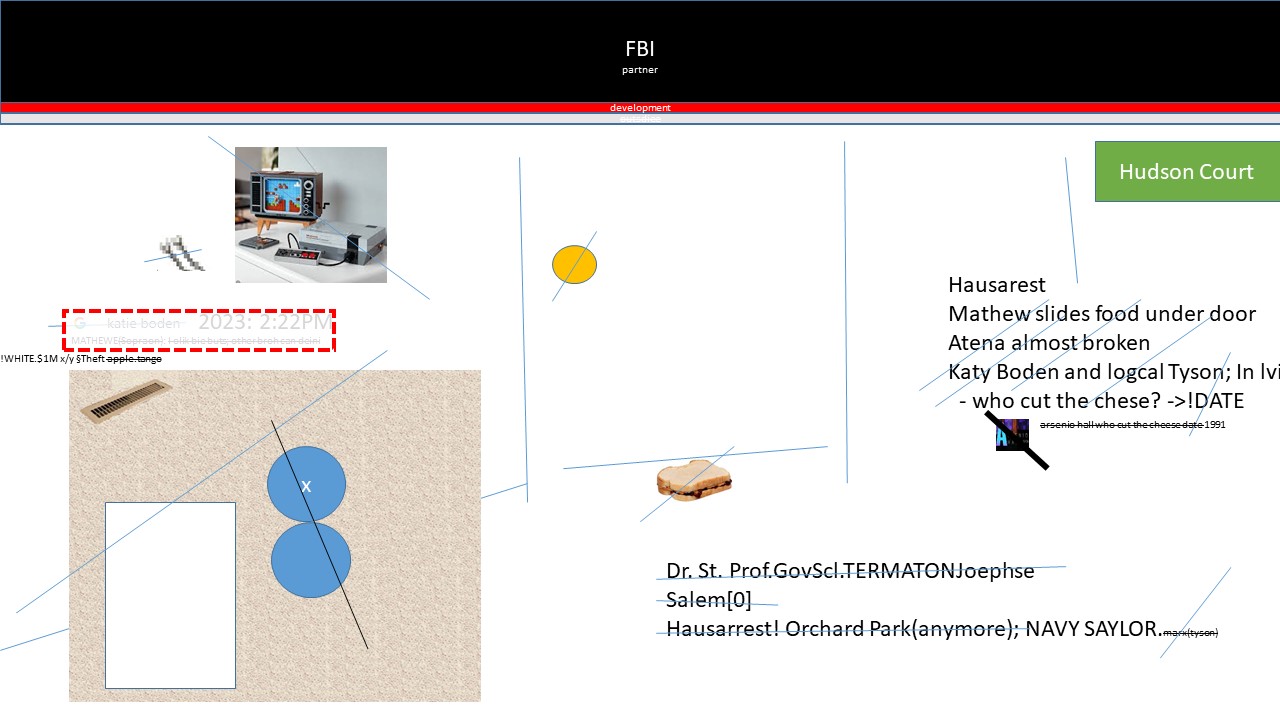 FBI
partner
development
Hudson Court
G katie boden 2023: 2:22PM
!WHITE.$1M x/y §Theft apple.tango
X
Hausarest
Mathew slides food under door
Atena almost broken
Katy Boden and logcal Tyson; In lvi
- who cut the chese? ->!DATE
arsenio hall who cut the cheese date 1991
Dr. St. Prof.GovScl.TERMATONJoephse
Salem[0]
Hausarrest! Orchard Park(anymore); NAVY SAYLOR.mark(tyson)